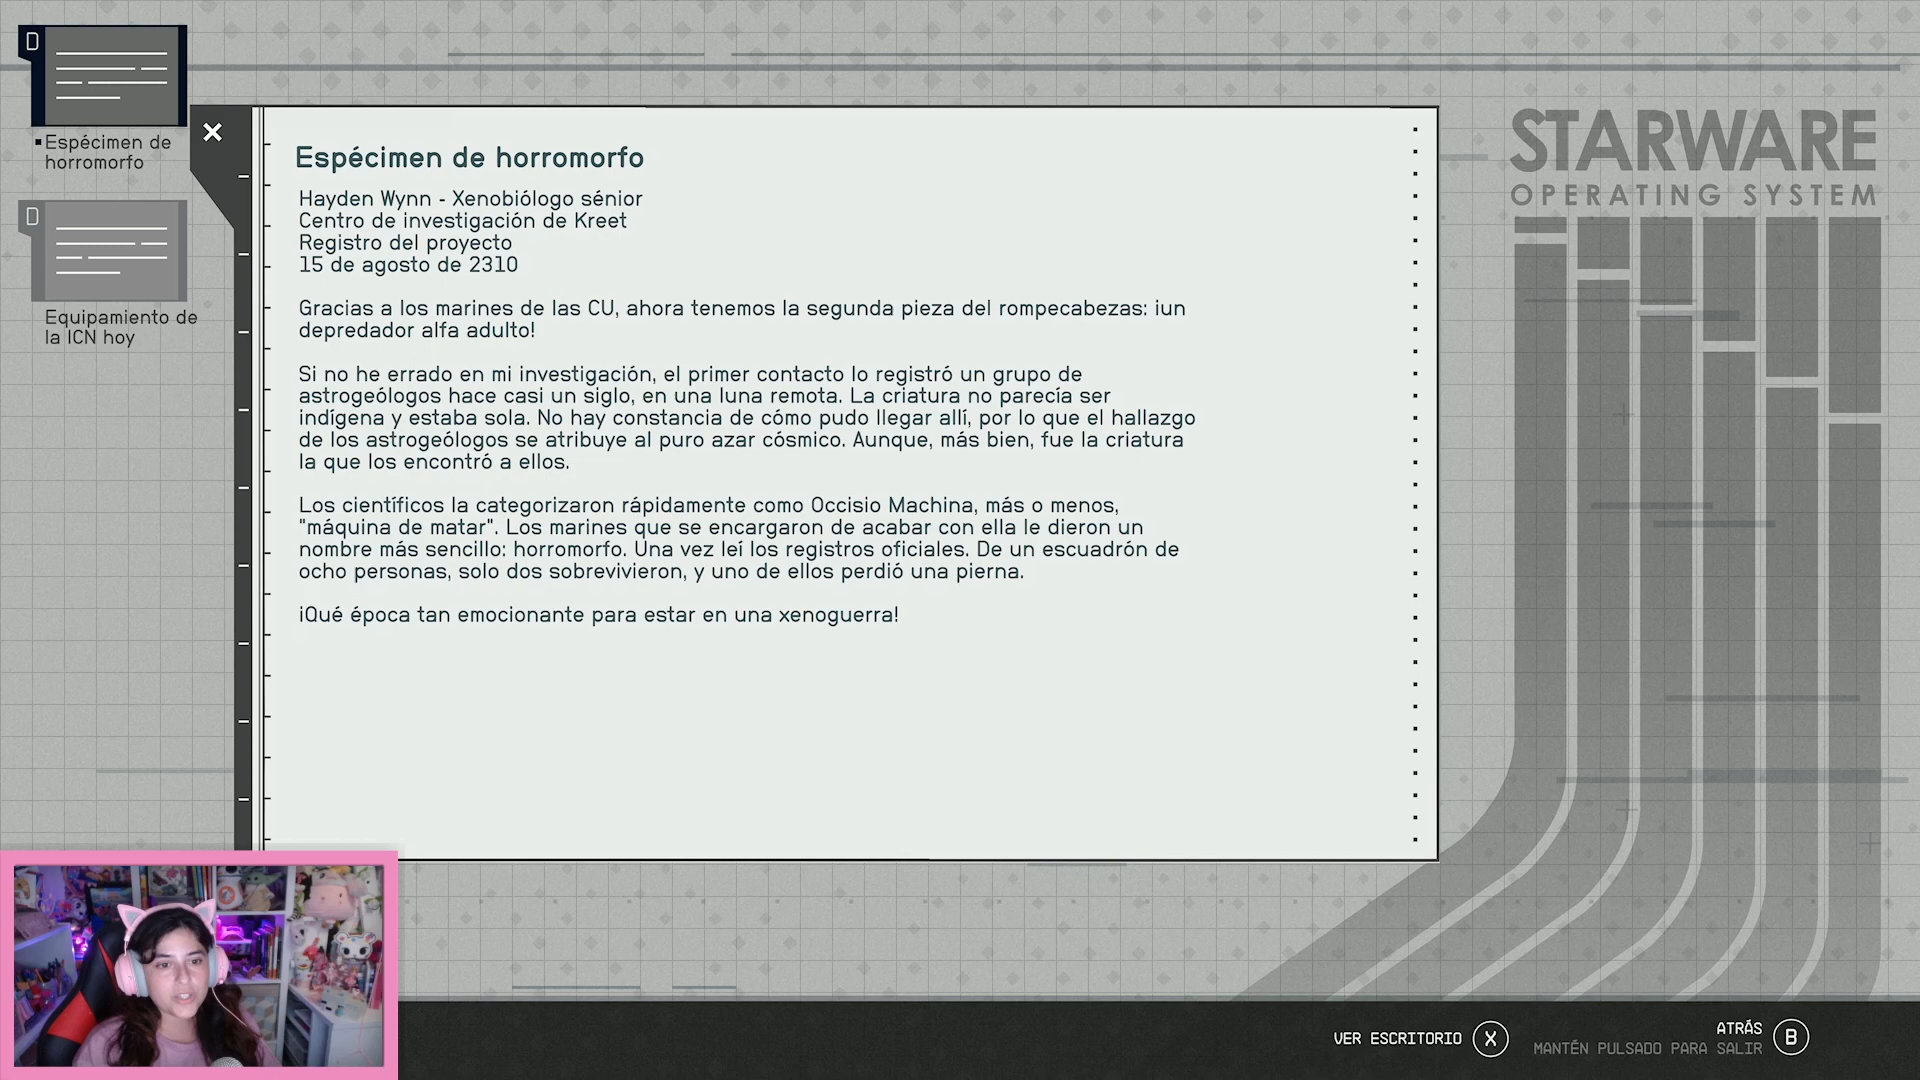 D
Espécimen de
horromorfo
D
Equipamiento de
la ICN hoy
Espécimen de horromorfo
Hayden Wynn - Xenobiólogo sénior
Centro de investigación de Kreet
Registro del proyecto
15 de agosto de 2310
Gracias a los marines de las CU, ahora tenemos la segunda pieza del rompecabezas: ¡un
depredador alfa adulto!
Si no he errado en mi investigación, el primer contacto lo registró un grupo de
astrogeólogos hace casi un siglo, en una luna remota. La criatura no parecía ser
indígena y estaba sola. No hay constancia de cómo pudo llegar allí, por lo que el hallazgo
de los astrogeólogos se atribuye al puro azar cósmico. Aunque, más bien, fue la criatura
la que los encontró a ellos.
Los científicos la categorizaron rápidamente como Occisio Machina, más o menos,
"máquina de matar". Los marines que se encargaron de acabar con ella le dieron un
nombre más sencillo: horromorfo. Una vez leí los registros oficiales. De un escuadrón de
ocho personas, solo dos sobrevivieron, y uno de ellos perdió una pierna.
¡Qué época tan emocionante para estar en una xenoguerra!
STARWARE
OPERATING SYSTEM
VER ESCRITORIO X
ATRÁS B
MANTÉN PULSADO PARA SALIR